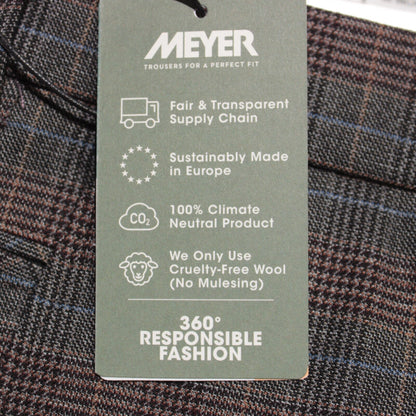 MEYER
TROUSERS FOR A PERFECT FIT
Fair & Transparent
Supply Chain
Sustainably Made
in Europe
CO₂
100% Climate
Neutral Product
We Only Use
Cruelty-Free Wool
(No Mulesing)
360°
RESPONSIBLE
FASHION